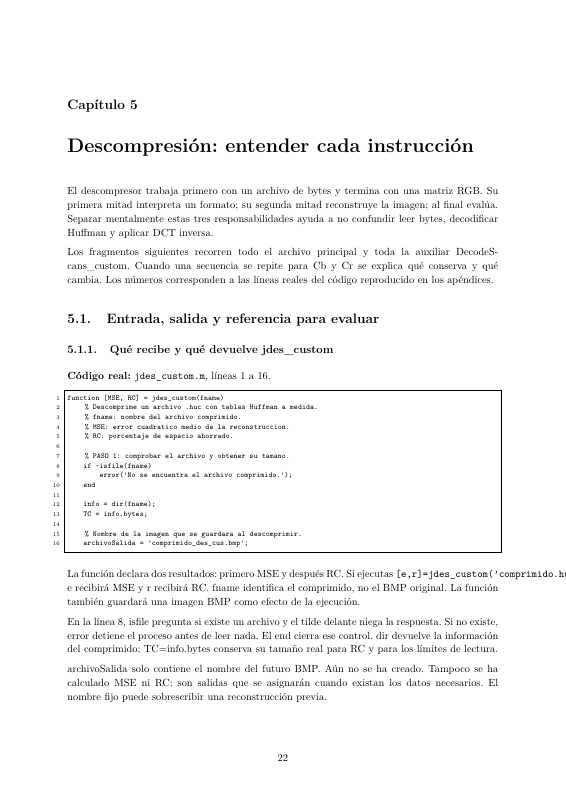 Capítulo 5
Descompresión: entender cada instrucción
El descompresor trabaja primero con un archivo de bytes y termina con una matriz RGB. Su
primera mitad interpreta un formato; su segunda mitad reconstruye la imagen; al final evalúa.
Separar mentalmente estas tres responsabilidades ayuda a no confundir leer bytes, decodificar
Huffman y aplicar DCT inversa.
Los fragmentos siguientes recorren todo el archivo principal y toda la auxiliar DecodeS-
cans_custom. Cuando una secuencia se repite para Cb y Cr se explica qué conserva y qué
cambia. Los números corresponden a las líneas reales del código reproducido en los apéndices.
5.1. Entrada, salida y referencia para evaluar
5.1.1. Qué recibe y qué devuelve jdes_custom
Código real: jdes_custom.m, líneas 1 a 16.
1 function [MSE, RC] = jdes_custom(fname)
2 % Descomprime un archivo .huc con tablas Huffman a medida.
3 % fname: nombre del archivo comprimido.
4 % MSE: error cuadratico medio de la reconstruccion.
5 % RC: porcentaje de espacio ahorrado.
6
7 % PASO 1: comprobar el archivo y obtener su tamano.
8 if ~isfile(fname)
9 error('No se encuentra el archivo comprimido.');
10 end
11
12 info = dir(fname);
13 TC = info.bytes;
14
15 % Nombre de la imagen que se guardara al descomprimir.
16 archivoSalida = 'comprimido_des_cus.bmp';
La función declara dos resultados: primero MSE y después RC. Si ejecutas [e,r]=jdes_custom('comprimido.hu
e recibirá MSE y r recibirá RC. fname identifica el comprimido, no el BMP original. La función
también guardará una imagen BMP como efecto de la ejecución.
En la línea 8, isfile pregunta si existe un archivo y el tilde delante niega la respuesta. Si no existe,
error detiene el proceso antes de leer nada. El end cierra ese control. dir devuelve la información
del comprimido; TC=info.bytes conserva su tamaño real para RC y para los límites de lectura.
archivoSalida solo contiene el nombre del futuro BMP. Aún no se ha creado. Tampoco se ha
calculado MSE ni RC: son salidas que se asignarán cuando existan los datos necesarios. El
nombre fijo puede sobrescribir una reconstrucción previa.
22